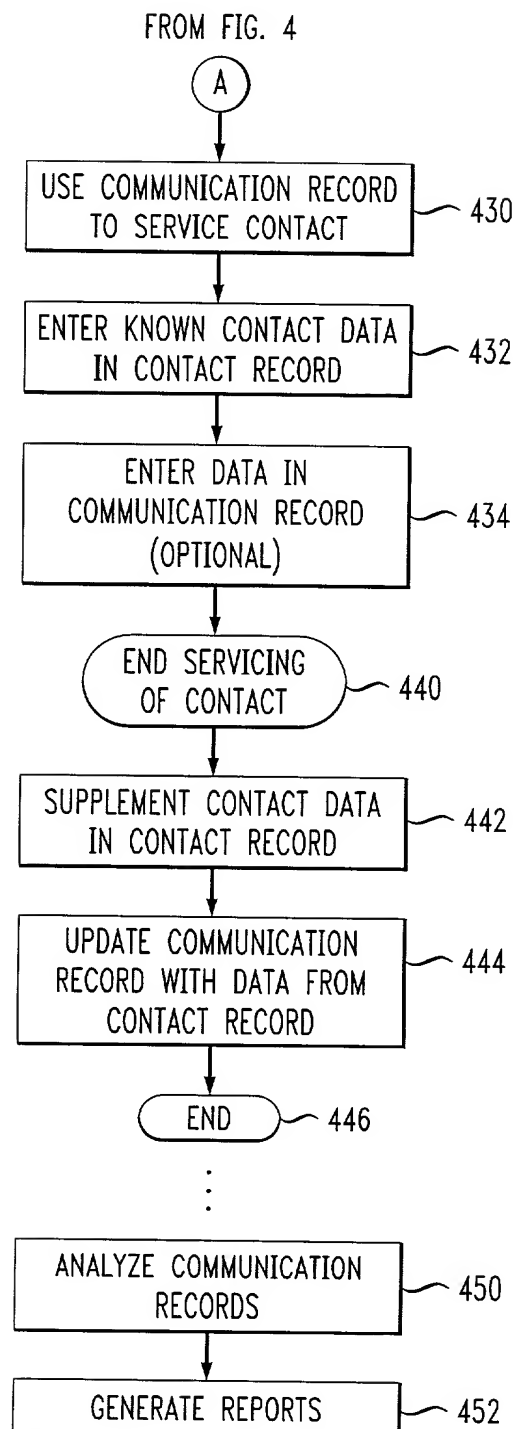 FROM FIG. 4
A
USE COMMUNICATION RECORD
TO SERVICE CONTACT
430
ENTER KNOWN CONTACT DATA
IN CONTACT RECORD
432
ENTER DATA IN
COMMUNICATION RECORD
(OPTIONAL)
434
END SERVICING
OF CONTACT
440
SUPPLEMENT CONTACT DATA
IN CONTACT RECORD
442
UPDATE COMMUNICATION
RECORD WITH DATA FROM
CONTACT RECORD
444
END
446
ANALYZE COMMUNICATION
RECORDS
450
GENERATE REPORTS
452